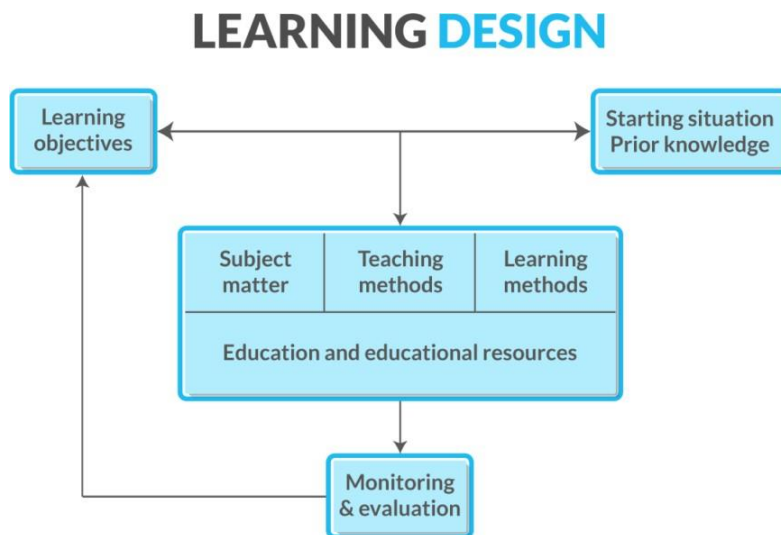 LEARNING DESIGN
Learning
objectives
Starting situation
Prior knowledge
Subject
matter
Teaching
methods
Learning
methods
Education and educational resources
Monitoring
& evaluation